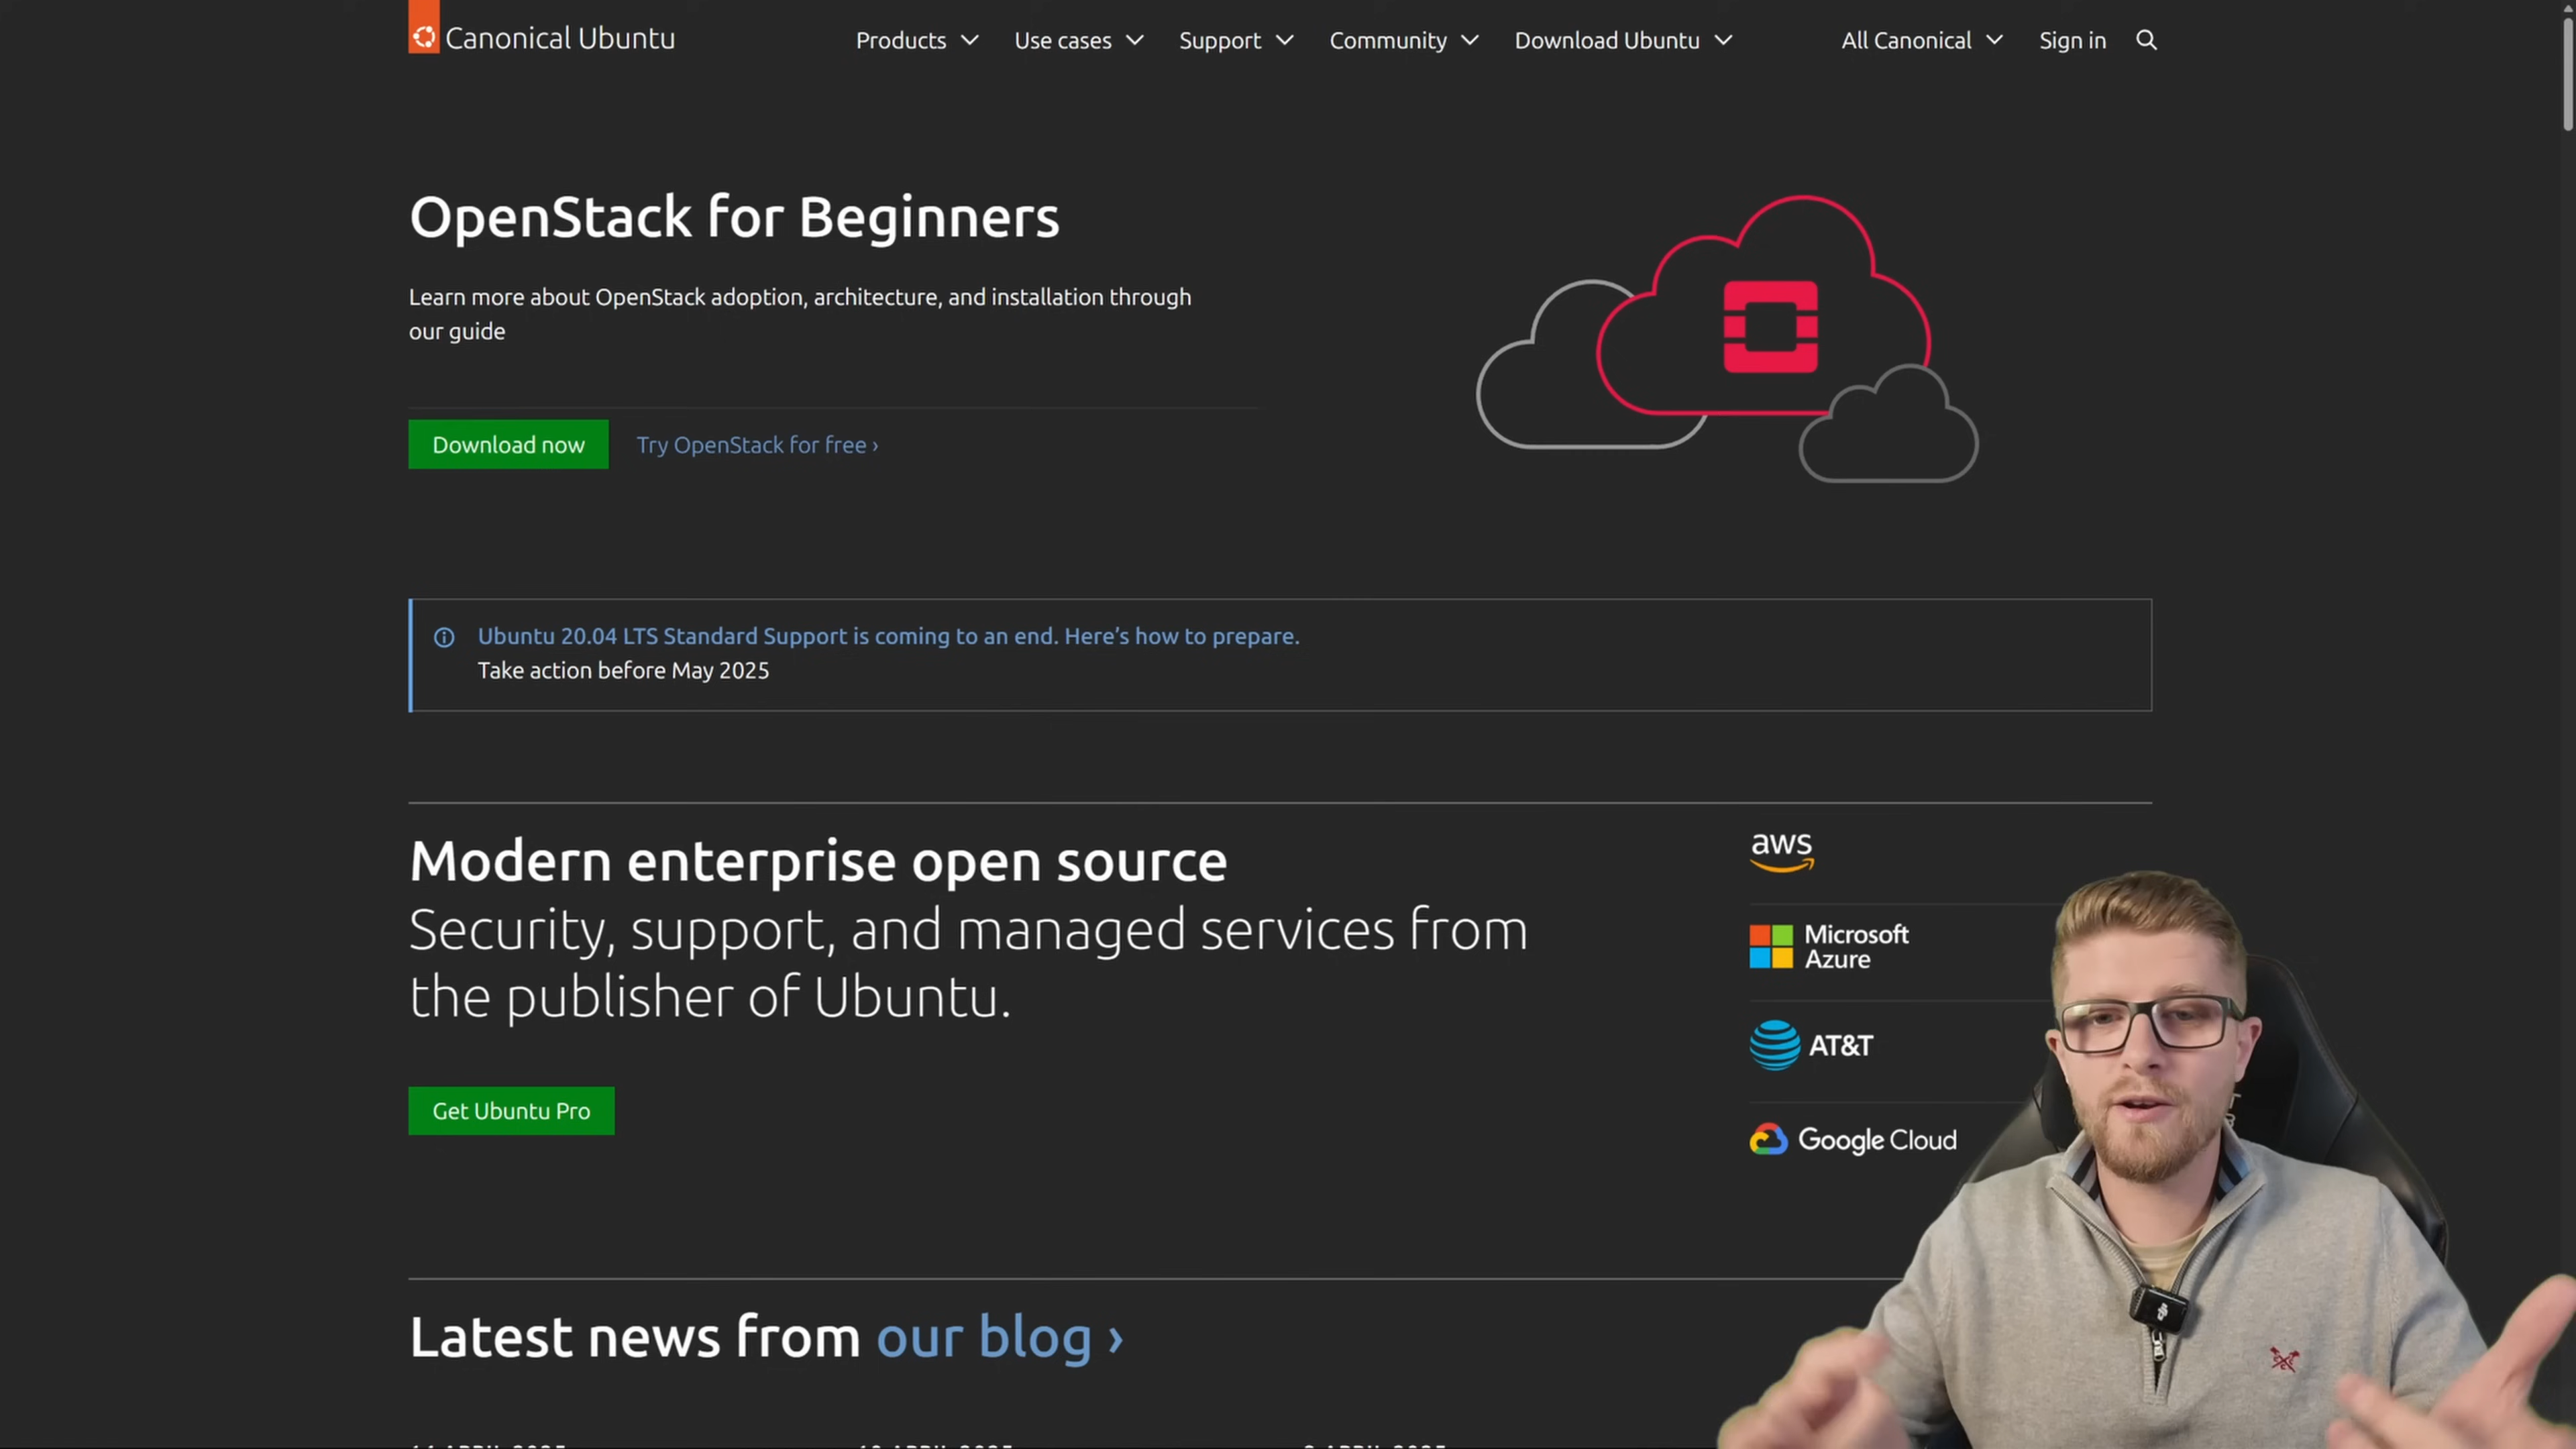 Canonical Ubuntu
Products
Use cases
Support
Community
Download Ubuntu
All Canonical
Sign in
OpenStack for Beginners
Learn more about OpenStack adoption, architecture, and installation through
our guide
Download now
Try OpenStack for free ›
Ubuntu 20.04 LTS Standard Support is coming to an end. Here’s how to prepare.
Take action before May 2025
Modern enterprise open source
Security, support, and managed services from
the publisher of Ubuntu.
Get Ubuntu Pro
aws
Microsoft
Azure
AT&T
Google Cloud
Latest news from our blog ›
dji